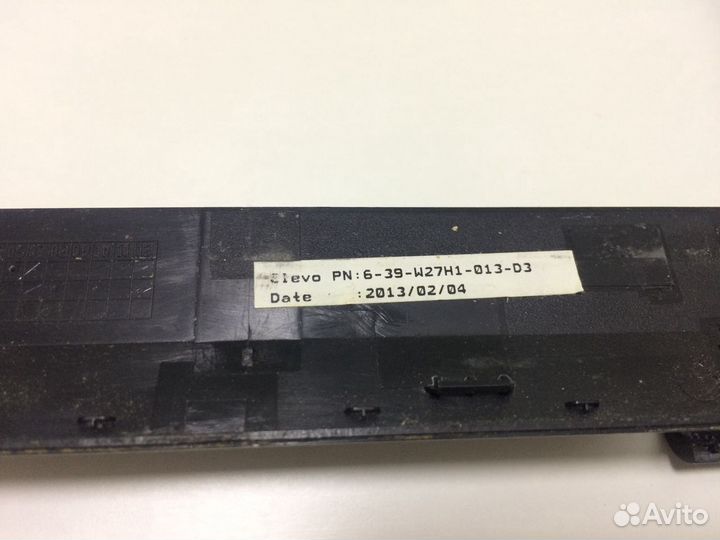 Clevo PN:6-39-W27H1-013-D3
Date :2013/02/04
Avito